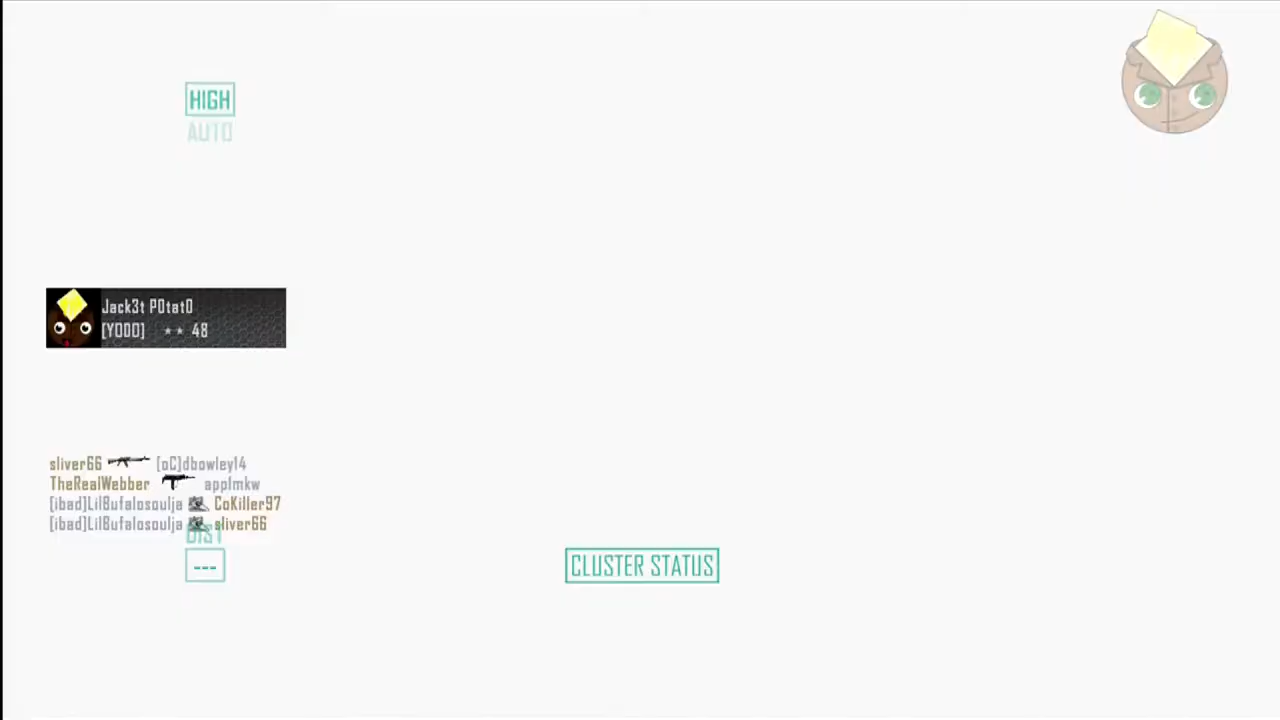 HIGH
AUTO
Jack3t P0tat0
[YOOO] 48
sliver66 [oC]dbowley14
TheRealWebber applmkw
[ibad]LilBufalosoulja CoKiller97
[ibad]LilBufalosoulja sliver66
DIST
---
CLUSTER STATUS